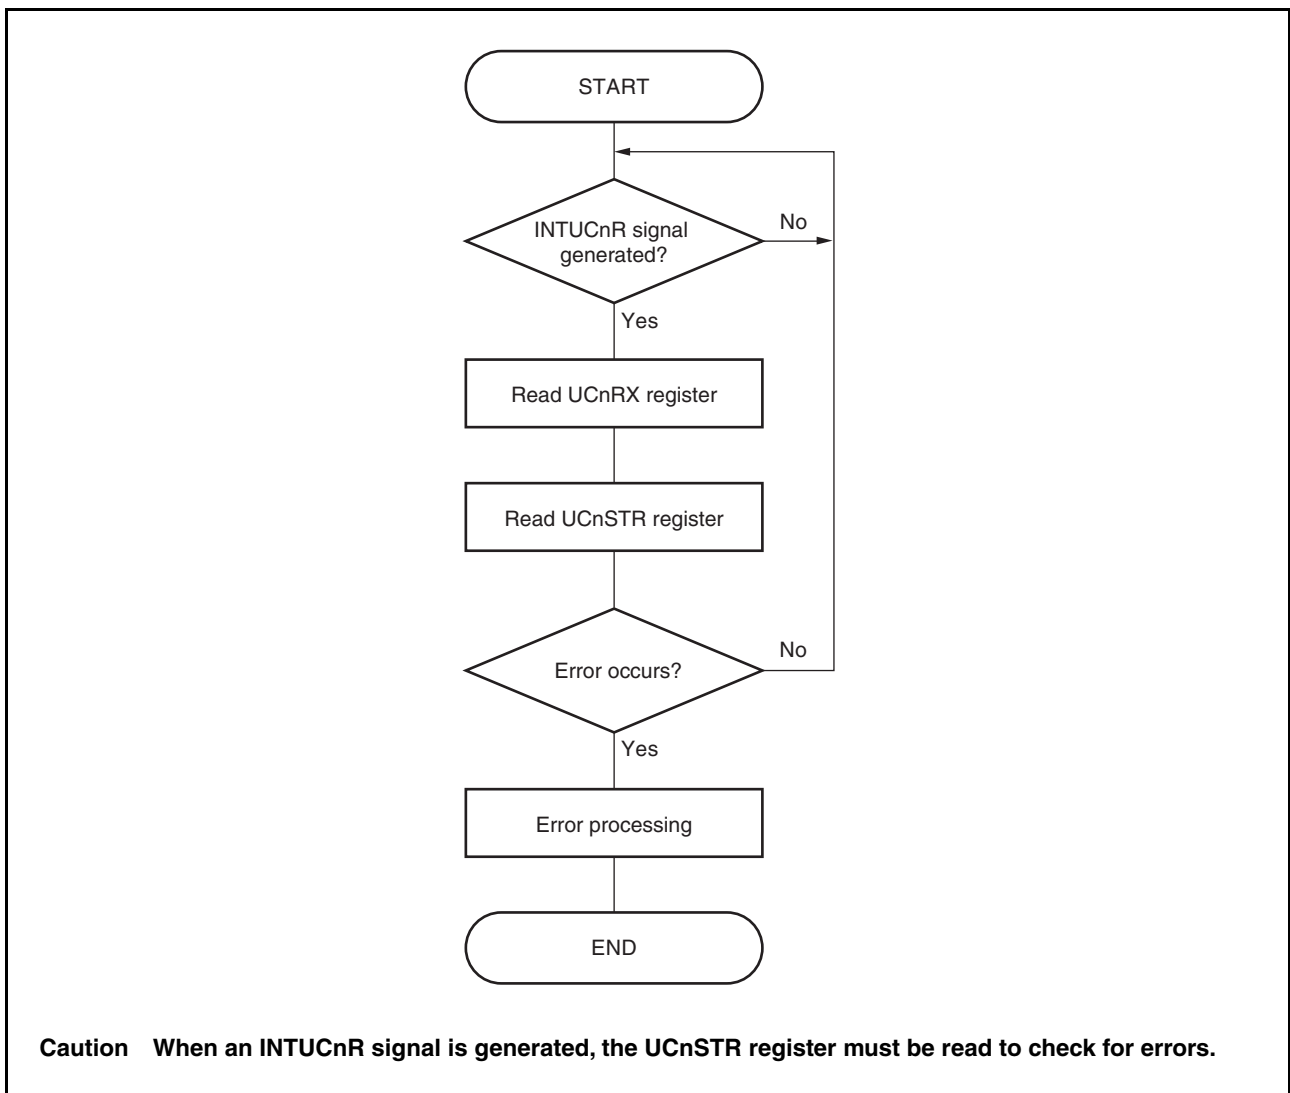 START
INTUCnR signal
generated?
No
Yes
Read UCnRX register
Read UCnSTR register
Error occurs?
No
Yes
Error processing
END
Caution When an INTUCnR signal is generated, the UCnSTR register must be read to check for errors.